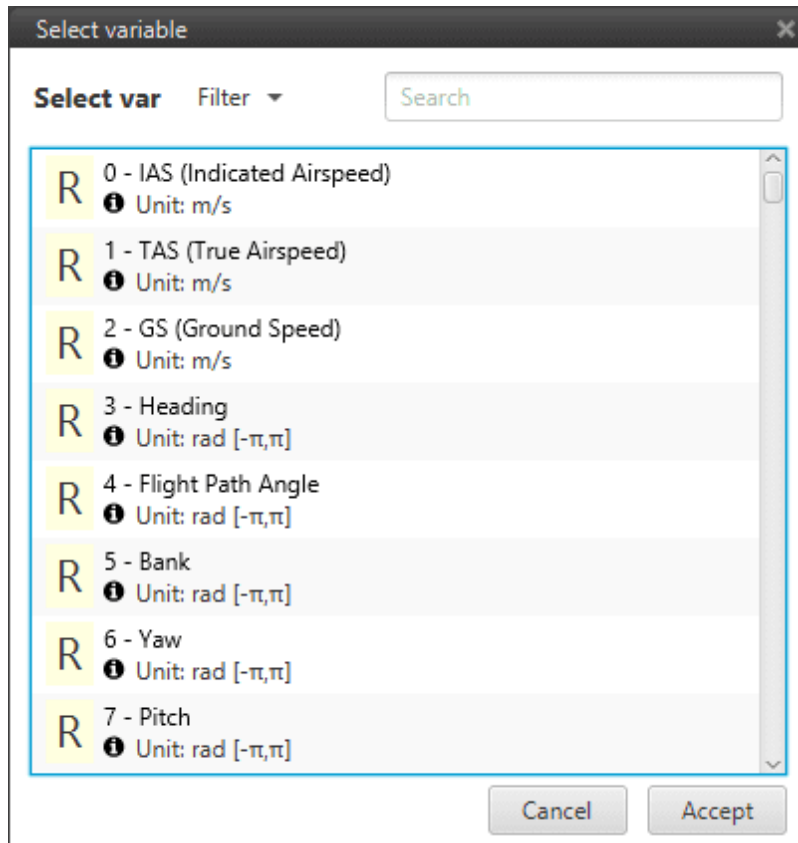 Select variable
Select var Filter Search
R 0 - IAS (Indicated Airspeed)
Unit: m/s
R 1 - TAS (True Airspeed)
Unit: m/s
R 2 - GS (Ground Speed)
Unit: m/s
R 3 - Heading
Unit: rad [-π,π]
R 4 - Flight Path Angle
Unit: rad [-π,π]
R 5 - Bank
Unit: rad [-π,π]
R 6 - Yaw
Unit: rad [-π,π]
R 7 - Pitch
Unit: rad [-π,π]
Cancel Accept